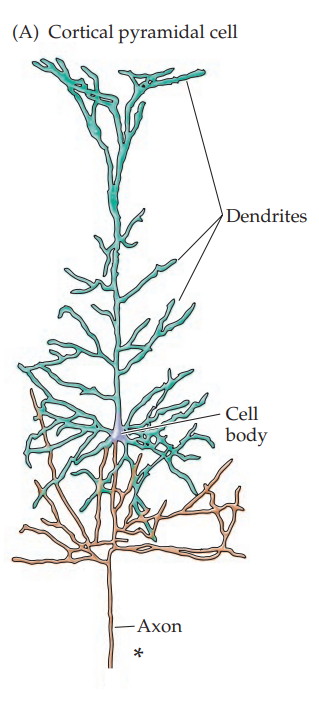 (A) Cortical pyramidal cell
Dendrites
Cell
body
Axon
*